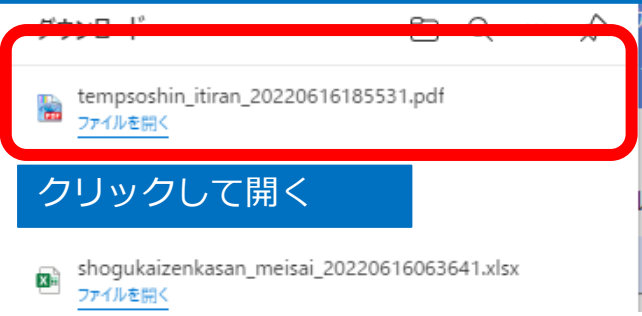 ダウンロード
tempsoshin_itiran_20220616185531.pdf
ファイルを開く
クリックして開く
shogukaizenkasan_meisai_20220616063641.xlsx
ファイルを開く